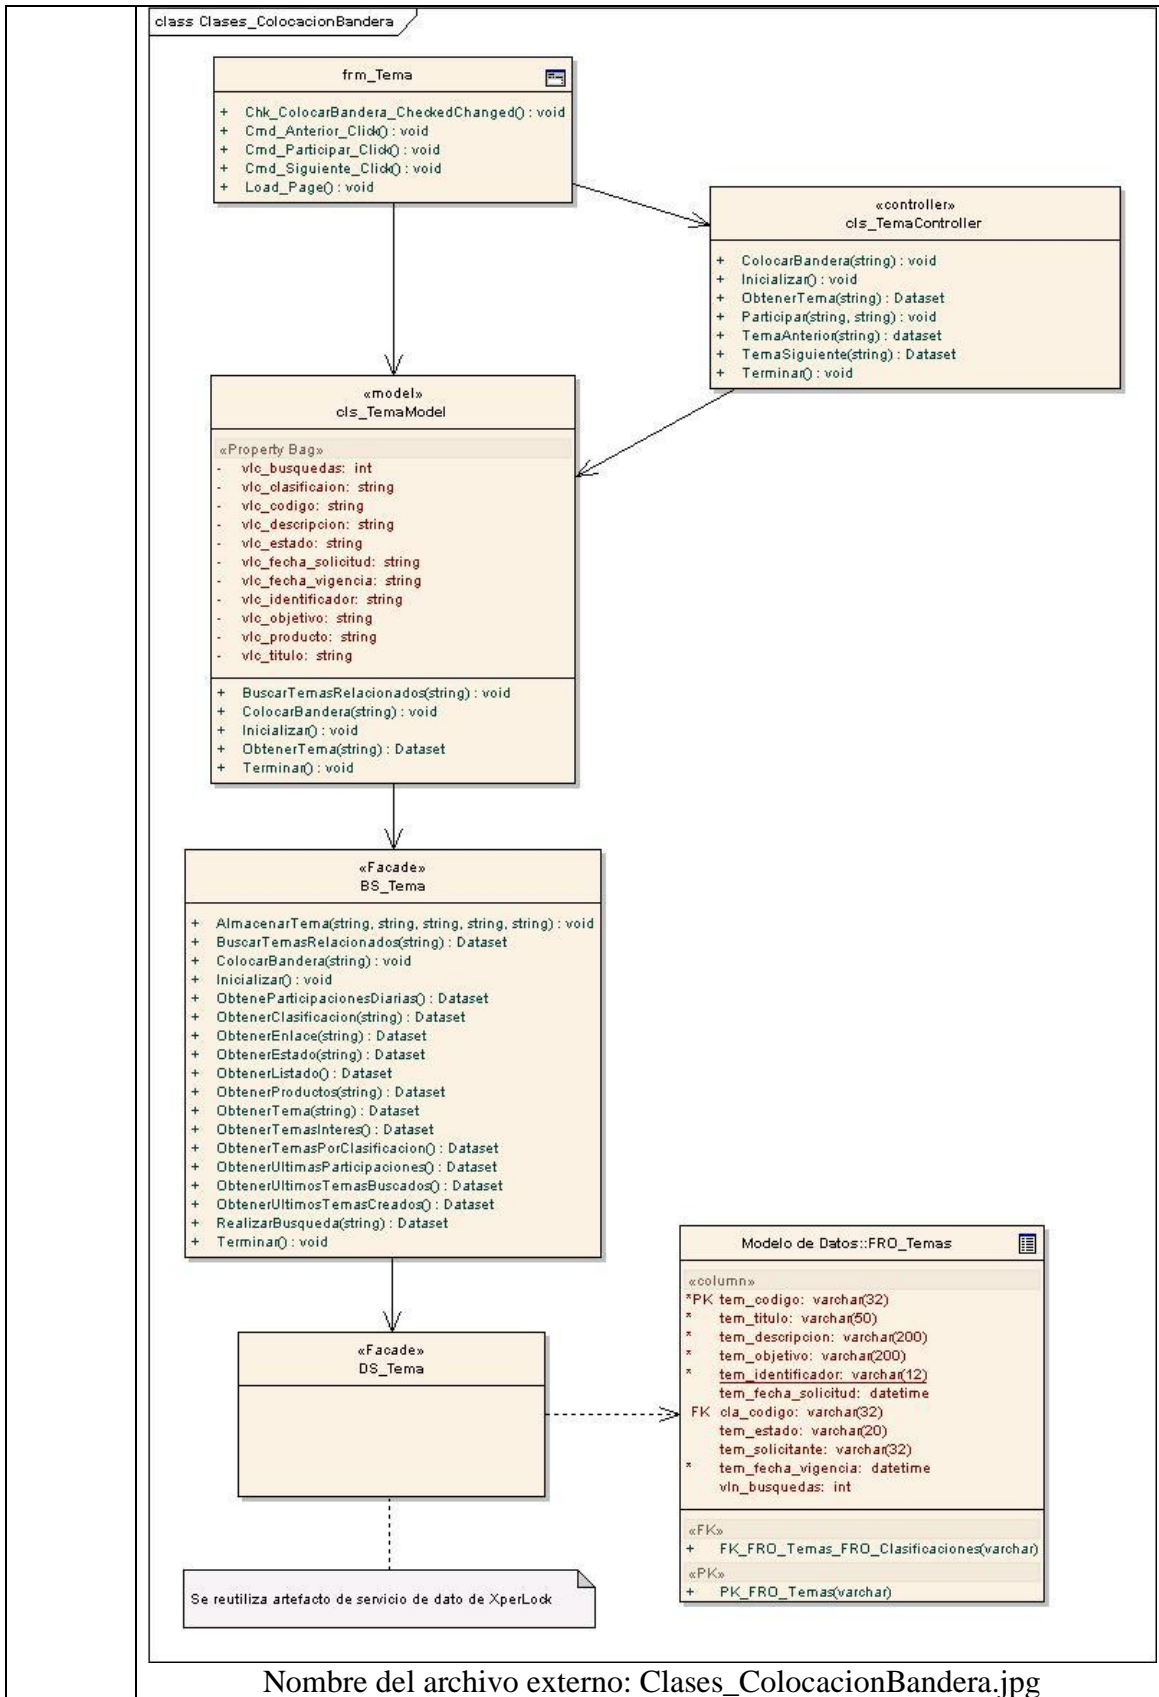 class Clases_ColocacionBandera
frm_Tema
+ Chk_ColocarBandera_CheckedChanged() : void
+ Cmd_Anterior_Click() : void
+ Cmd_Participar_Click() : void
+ Cmd_Siguiente_Click() : void
+ Load_Page() : void
«controller»
cls_TemaController
+ ColocarBandera(string) : void
+ Inicializar() : void
+ ObtenerTema(string) : Dataset
+ Participar(string, string) : void
+ TemaAnterior(string) : dataset
+ TemaSiguiente(string) : Dataset
+ Terminar() : void
«model»
cls_TemaModel
«Property Bag»
- vlc_busquedas: int
- vlc_clasificaion: string
- vlc_codigo: string
- vlc_descripcion: string
- vlc_estado: string
- vlc_fecha_solicitud: string
- vlc_fecha_vigencia: string
- vlc_identificador: string
- vlc_objetivo: string
- vlc_producto: string
- vlc_titulo: string
+ BuscarTemasRelacionados(string) : void
+ ColocarBandera(string) : void
+ Inicializar() : void
+ ObtenerTema(string) : Dataset
+ Terminar() : void
«Facade»
BS_Tema
+ AlmacenarTema(string, string, string, string, string) : void
+ BuscarTemasRelacionados(string) : Dataset
+ ColocarBandera(string) : void
+ Inicializar() : void
+ ObteneParticipacionesDiarias() : Dataset
+ ObtenerClasificacion(string) : Dataset
+ ObtenerEnlace(string) : Dataset
+ ObtenerEstado(string) : Dataset
+ ObtenerListado() : Dataset
+ ObtenerProductos(string) : Dataset
+ ObtenerTema(string) : Dataset
+ ObtenerTemasInteres() : Dataset
+ ObtenerTemasPorClasificacion() : Dataset
+ ObtenerUltimasParticipaciones() : Dataset
+ ObtenerUltimosTemasBuscados() : Dataset
+ ObtenerUltimosTemasCreados() : Dataset
+ RealizarBusqueda(string) : Dataset
+ Terminar() : void
«Facade»
DS_Tema
Modelo de Datos::FRO_Temas
«column»
*PK tem_codigo: varchar(32)
* tem_titulo: varchar(50)
* tem_descripcion: varchar(200)
* tem_objetivo: varchar(200)
* tem_identificador: varchar(12)
tem_fecha_solicitud: datetime
FK cla_codigo: varchar(32)
tem_estado: varchar(20)
tem_solicitante: varchar(32)
* tem_fecha_vigencia: datetime
vln_busquedas: int
«FK»
+ FK_FRO_Temas_FRO_Clasificaciones(varchar)
«PK»
+ PK_FRO_Temas(varchar)
Se reutiliza artefacto de servicio de dato de XperLock
Nombre del archivo externo: Clases_ColocacionBandera.jpg